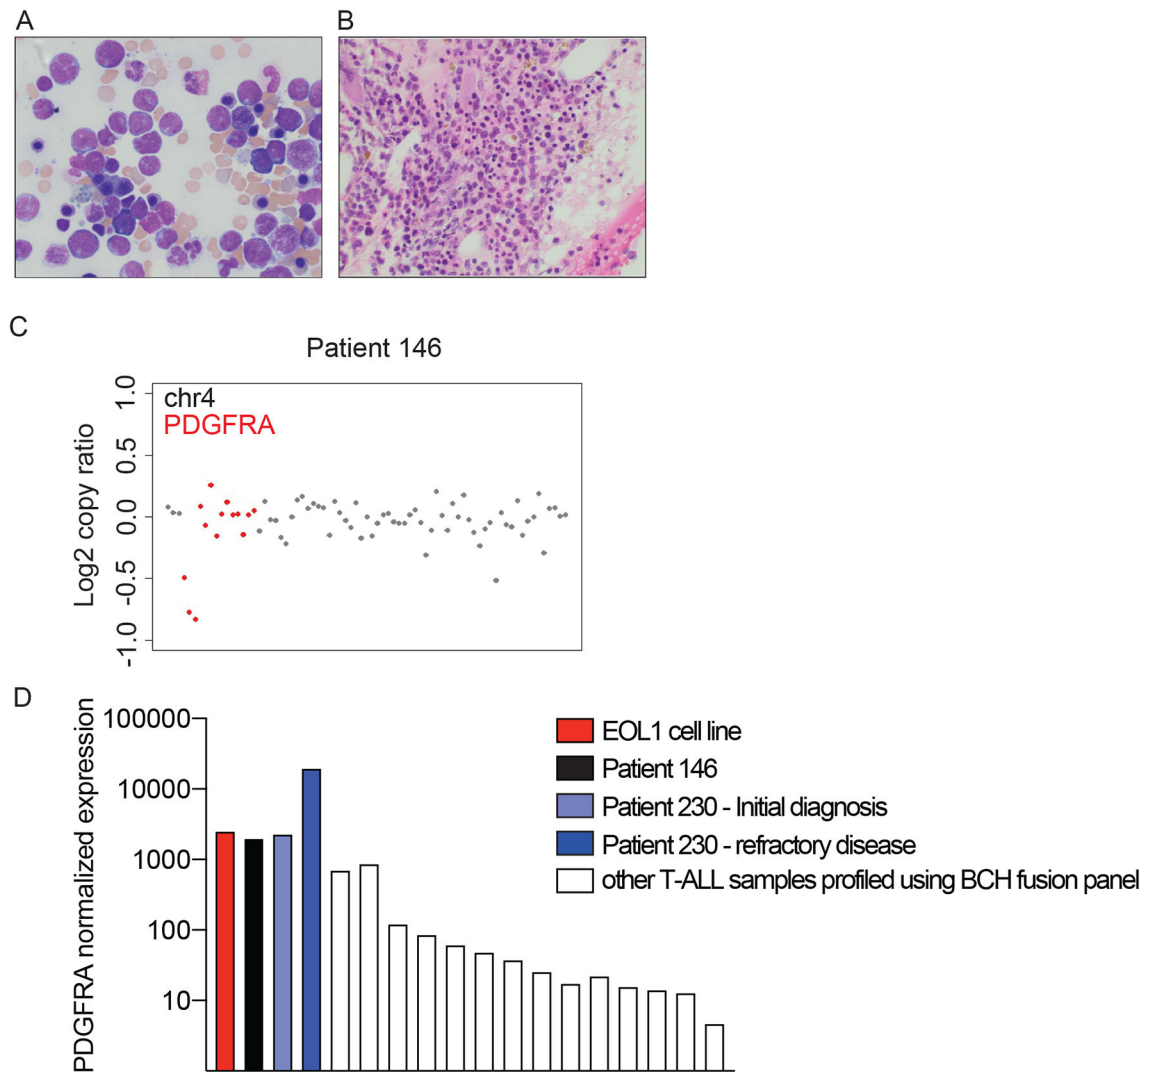 A
B
C
Patient 146
chr4
PDGFRA
Log2 copy ratio
1.0
0.5
0.0
-0.5
-1.0
D
PDGFRA normalized expression
100000
10000
1000
100
10
EOL1 cell line
Patient 146
Patient 230 - Initial diagnosis
Patient 230 - refractory disease
other T-ALL samples profiled using BCH fusion panel